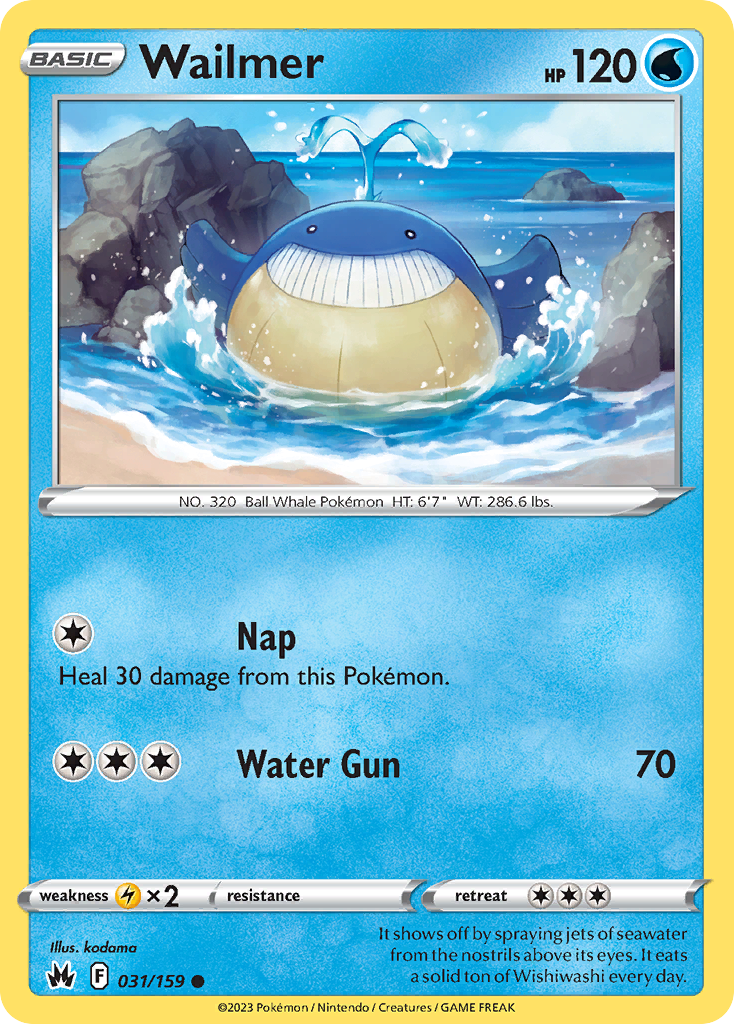 BASIC Wailmer HP 120
NO. 320 Ball Whale Pokémon HT: 6'7" WT: 286.6 lbs.
Nap
Heal 30 damage from this Pokémon.
Water Gun 70
weakness ×2 resistance retreat
Illus. kodama
It shows off by spraying jets of seawater
from the nostrils above its eyes. It eats
a solid ton of Wishiwashi every day.
F 031/159
©2023 Pokémon / Nintendo / Creatures / GAME FREAK